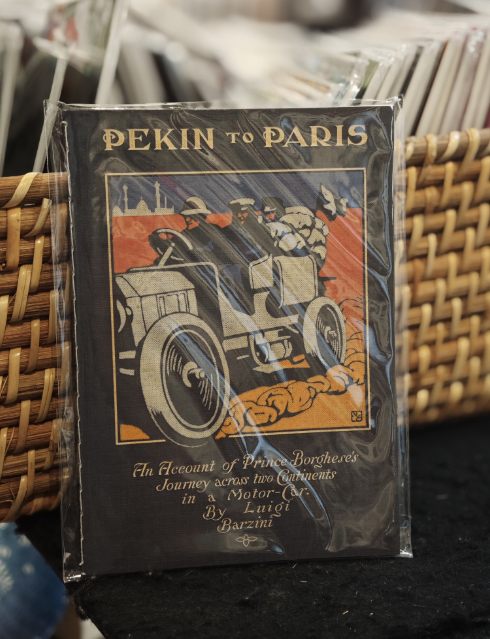 PEKIN TO PARIS
An Account of Prince Borghese's
Journey across two Continents
in a Motor-Car.
By Luigi
Barzini